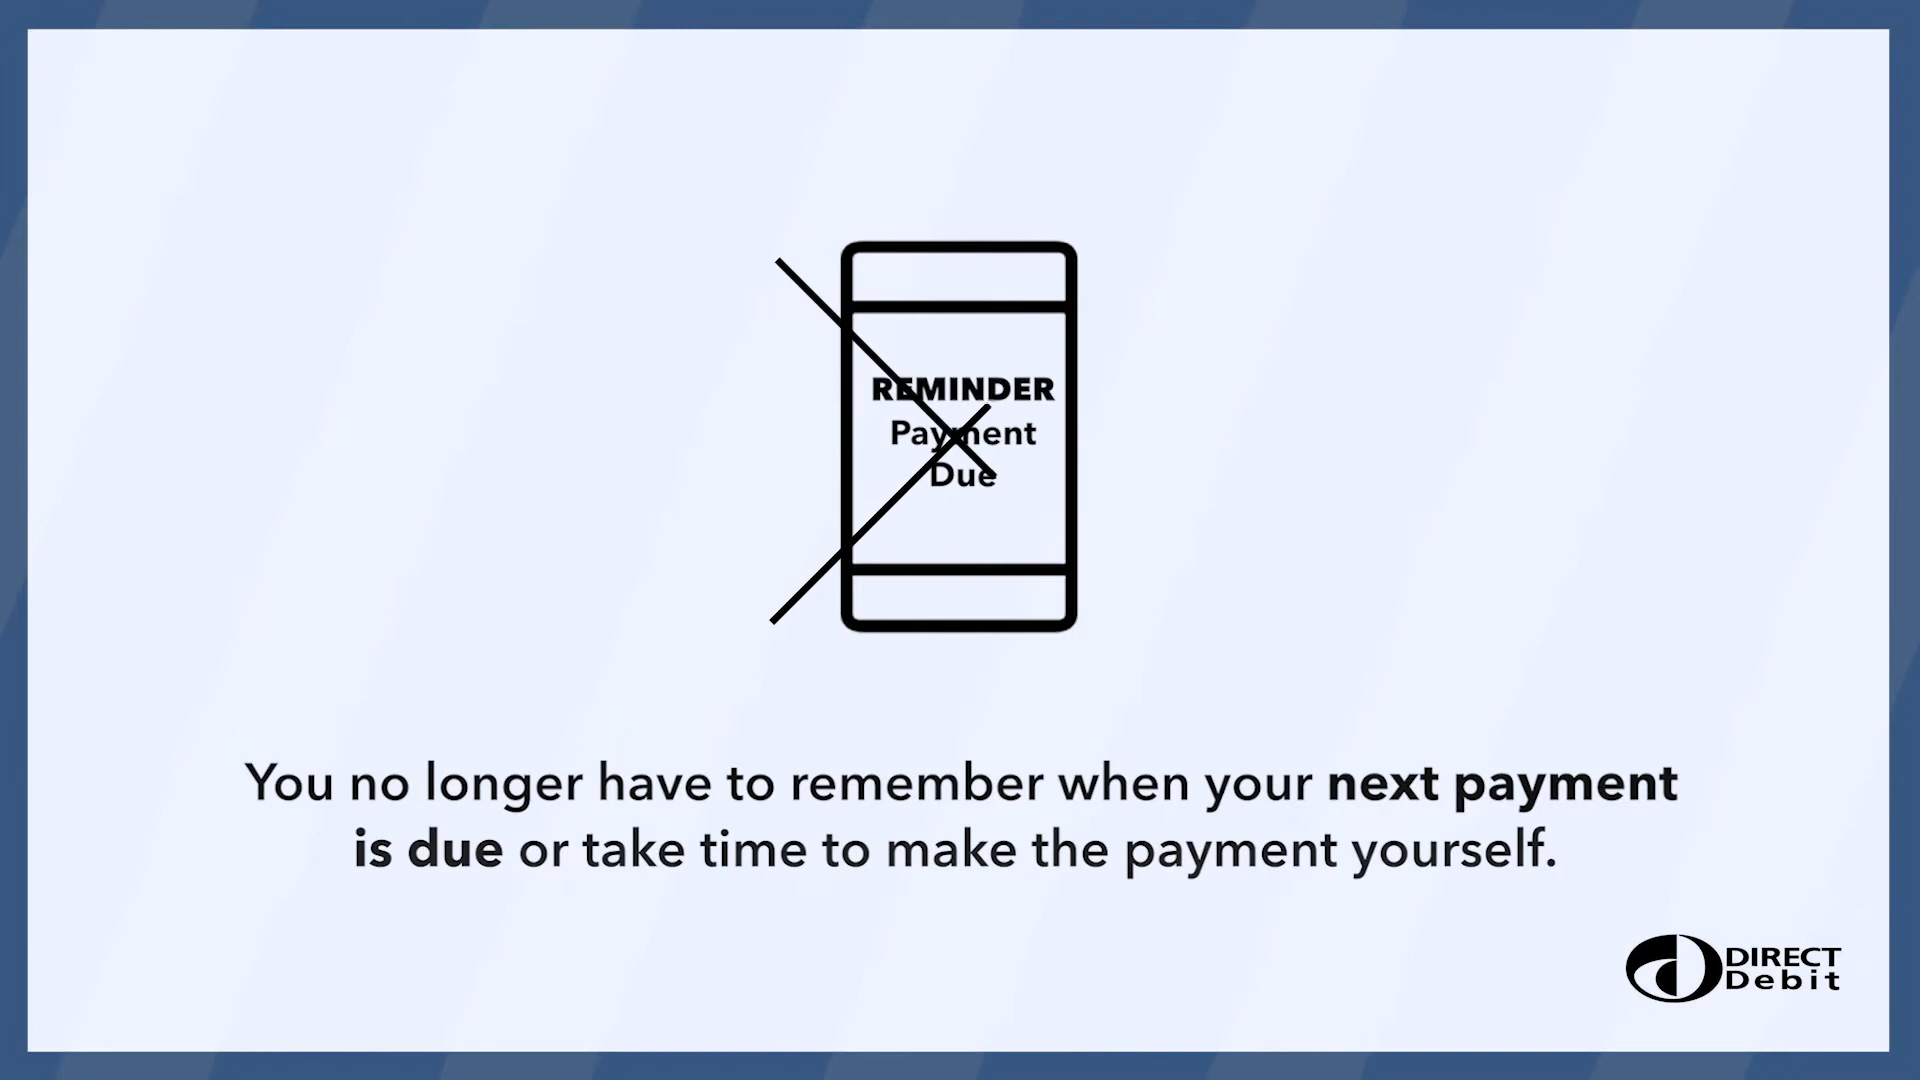 REMINDER
Payment
Due
You no longer have to remember when your next payment
is due or take time to make the payment yourself.
DIRECT
Debit